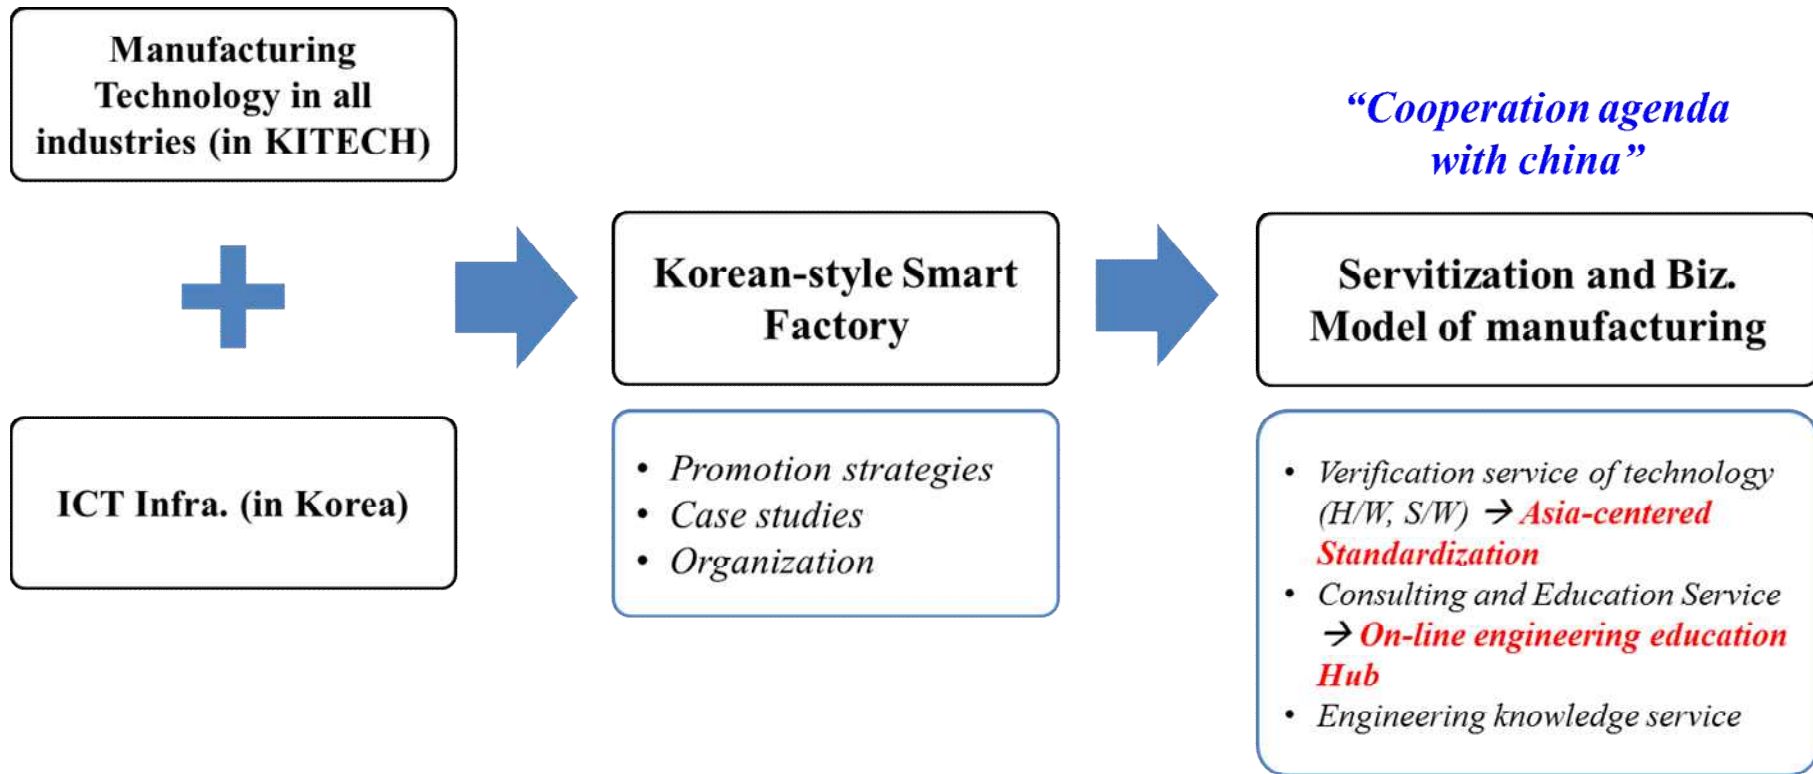 Manufacturing
Technology in all
industries (in KITECH)
ICT Infra. (in Korea)
Korean-style Smart
Factory
• Promotion strategies
• Case studies
• Organization
“Cooperation agenda
with china”
Servitization and Biz.
Model of manufacturing
• Verification service of technology
(H/W, S/W) → Asia-centered
Standardization
• Consulting and Education Service
→ On-line engineering education
Hub
• Engineering knowledge service